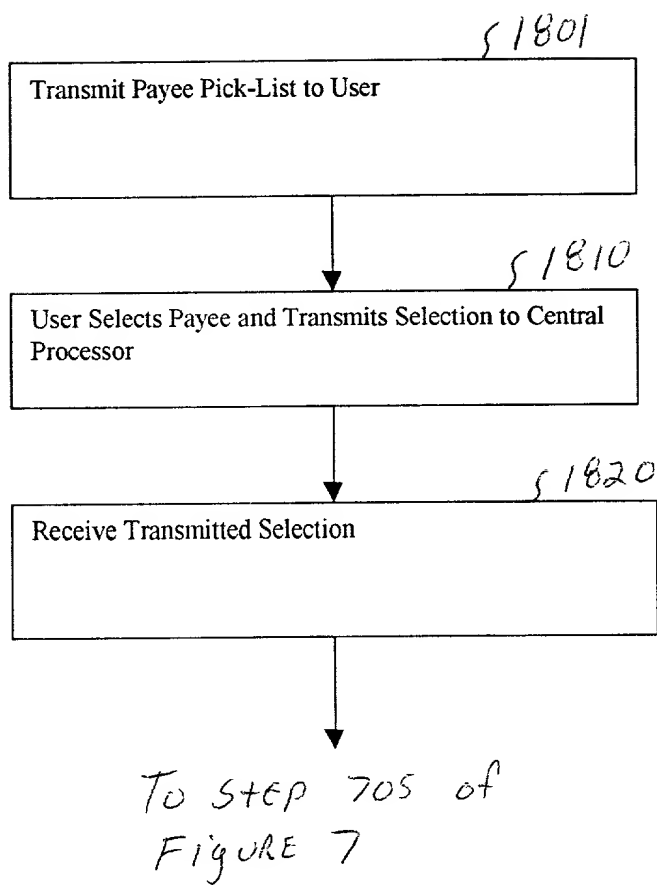 1801
Transmit Payee Pick-List to User
1810
User Selects Payee and Transmits Selection to Central
Processor
1820
Receive Transmitted Selection
To StEP 705 of
FigURE 7